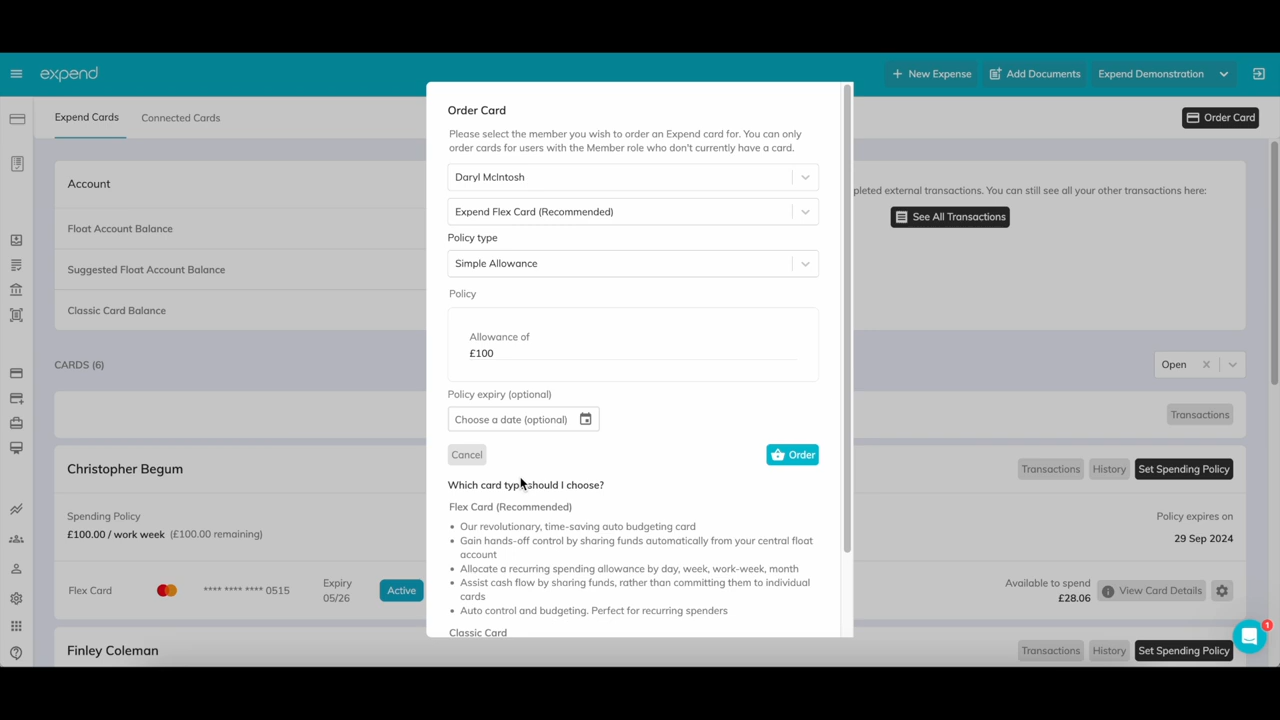 expend
New Expense
Add Documents
Expend Demonstration
Expend Cards
Connected Cards
Order Card
Account
Float Account Balance
Suggested Float Account Balance
Classic Card Balance
pleted external transactions. You can still see all your other transactions here:
See All Transactions
Order Card
Please select the member you wish to order an Expend card for. You can only
order cards for users with the Member role who don't currently have a card.
Daryl McIntosh
Expend Flex Card (Recommended)
Policy type
Simple Allowance
Policy
Allowance of
£100
Policy expiry (optional)
Choose a date (optional)
Cancel
Order
Which card type should I choose?
Flex Card (Recommended)
• Our revolutionary, time-saving auto budgeting card
• Gain hands-off control by sharing funds automatically from your central float
account
• Allocate a recurring spending allowance by day, week, work-week, month
• Assist cash flow by sharing funds, rather than committing them to individual
cards
• Auto control and budgeting. Perfect for recurring spenders
Classic Card
CARDS (6)
Open
Transactions
Christopher Begum
Transactions
History
Set Spending Policy
Spending Policy
£100.00 / work week (£100.00 remaining)
Policy expires on
29 Sep 2024
Flex Card
**** **** **** 0515
Expiry
05/26
Active
Available to spend
£28.06
View Card Details
Finley Coleman
Transactions
History
Set Spending Policy
1